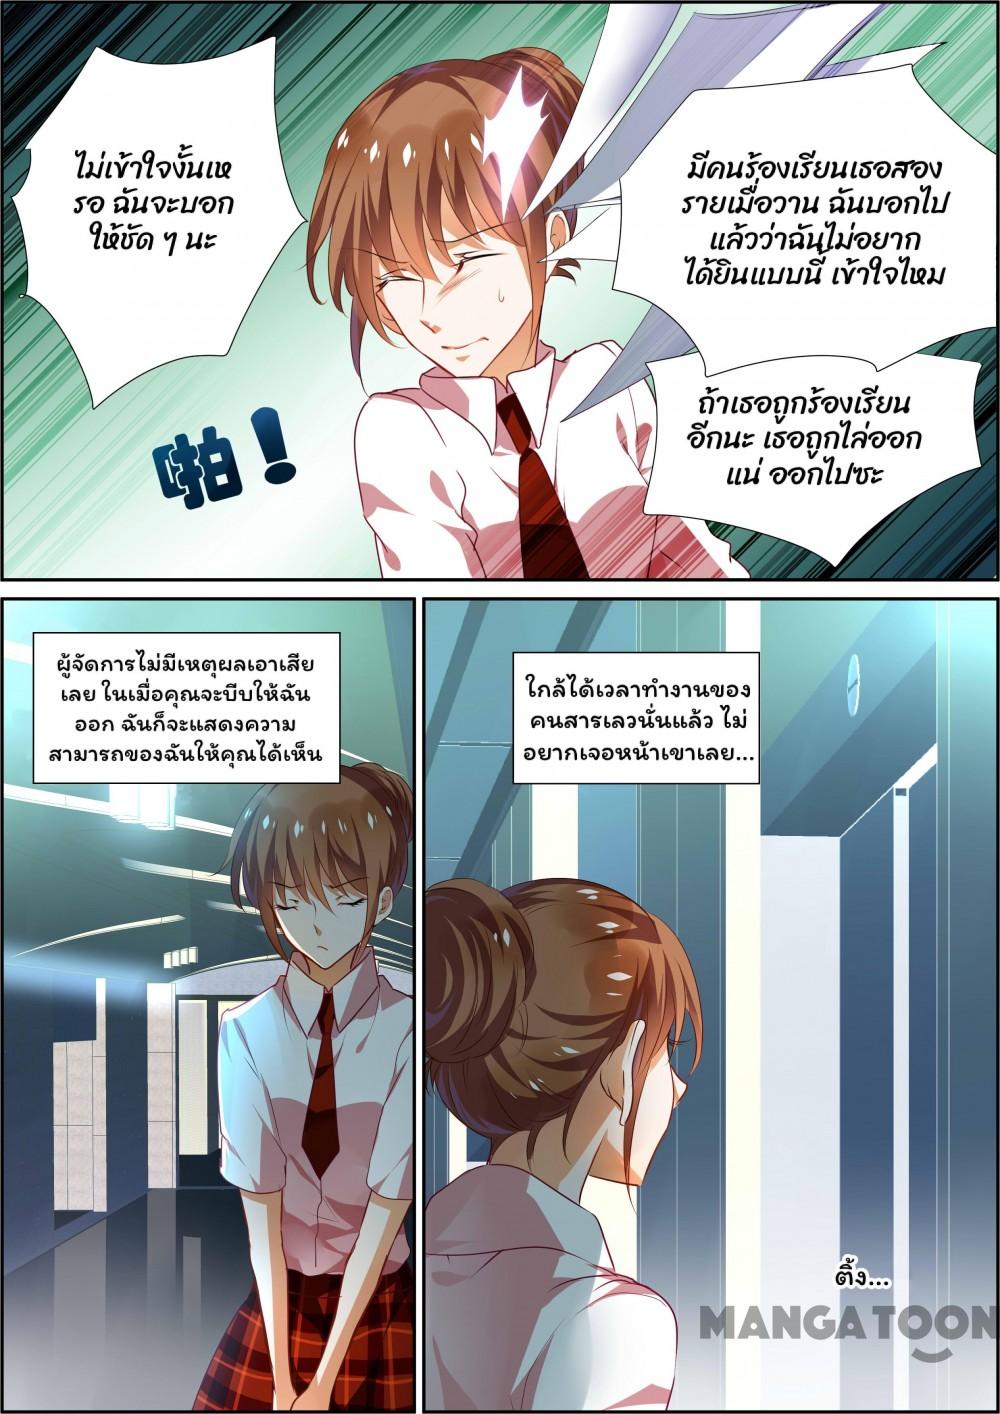 ไม่เข้าใจงั้นเห
รอ ฉันจะบอก
ให้ชัด ๆ นะ
มีคนร้องเรียนเธอสอง
รายเมื่อวาน ฉันบอกไป
แล้วว่าฉันไม่อยาก
ได้ยินแบบนี้ เข้าใจไหม
ถ้าเธอถูกร้องเรียน
อีกนะ เธอถูกไล่ออก
แน่ ออกไปซะ
啪！
ผู้จัดการไม่มีเหตุผลเอาเสีย
เลย ในเมื่อคุณจะบีบให้ฉัน
ออก ฉันก็จะแสดงความ
สามารถของฉันให้คุณได้เห็น
ใกล้ได้เวลาทำงานของ
คนสารเลวนั่นแล้ว ไม่
อยากเจอหน้าเขาเลย...
ติ้ง...
MANGATOON